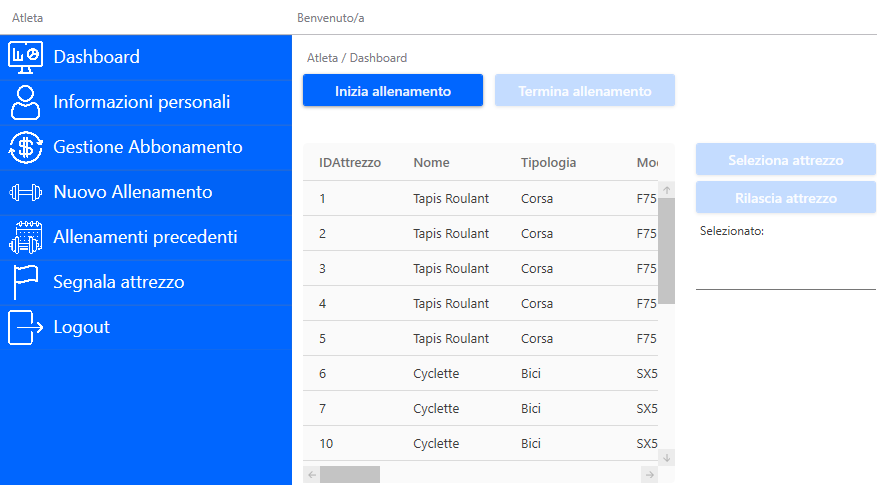 Atleta
Benvenuto/a
Dashboard
Informazioni personali
Gestione Abbonamento
Nuovo Allenamento
Allenamenti precedenti
Segnala attrezzo
Logout
Atleta / Dashboard
Inizia allenamento Termina allenamento
IDAttrezzo Nome Tipologia
1 Tapis Roulant Corsa F75
2 Tapis Roulant Corsa F75
3 Tapis Roulant Corsa F75
4 Tapis Roulant Corsa F75
5 Tapis Roulant Corsa F75
6 Cyclette Bici SX5
7 Cyclette Bici SX5
10 Cyclette Bici SX5
Seleziona attrezzo
Rilascia attrezzo
Selezionato: